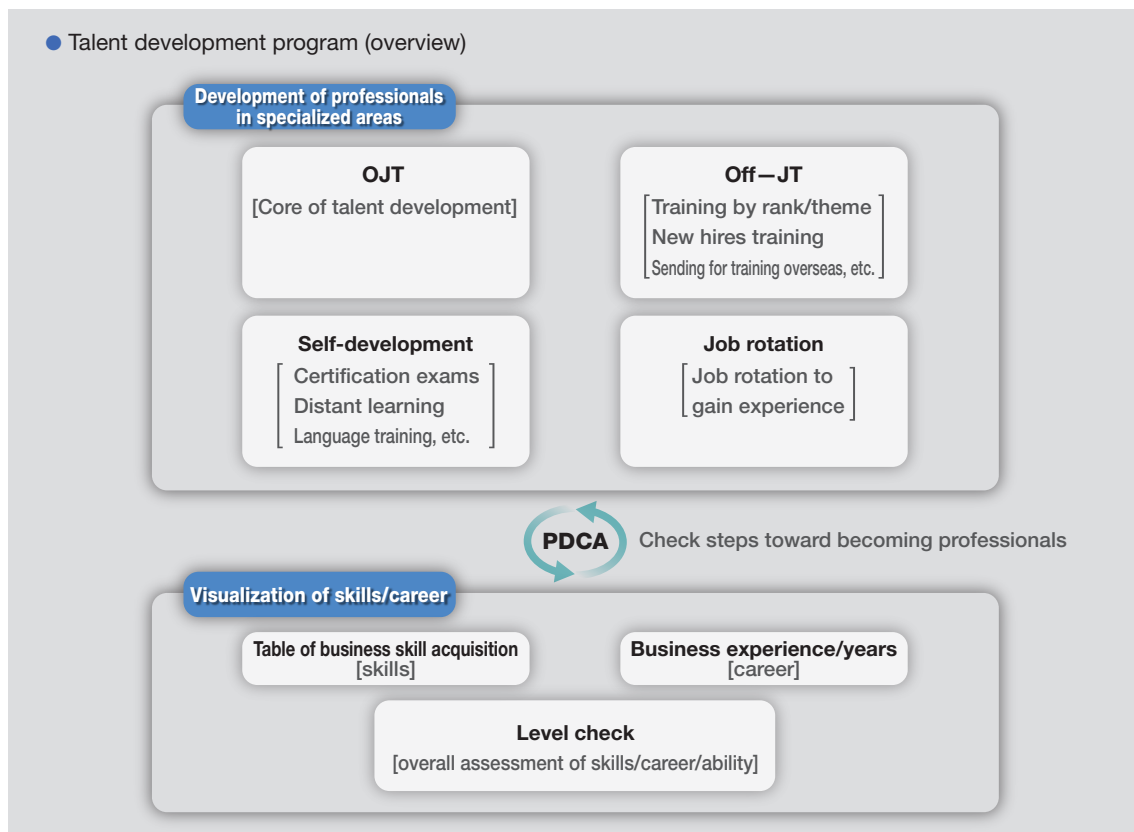 ● Talent development program (overview)
Development of professionals
in specialized areas
OJT
[Core of talent development]
Off—JT
Training by rank/theme
New hires training
Sending for training overseas, etc.
Self-development
Certification exams
Distant learning
Language training, etc.
Job rotation
Job rotation to
gain experience
PDCA
Check steps toward becoming professionals
Visualization of skills/career
Table of business skill acquisition
[skills]
Business experience/years
[career]
Level check
[overall assessment of skills/career/ability]